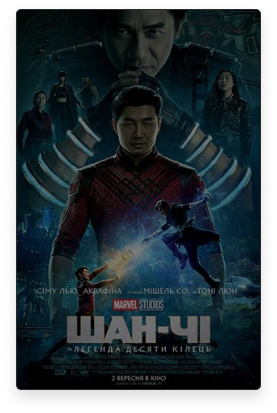 СІМУ ЛЬЮ, АКВАФІНА МІШЕЛЬ ЄО, ТОНІ ЛЮН
MARVEL STUDIOS
ШАН-ЧІ
ТА ЛЕГЕНДА ДЕСЯТИ КІЛЕЦЬ
2 ВЕРЕСНЯ В КІНО